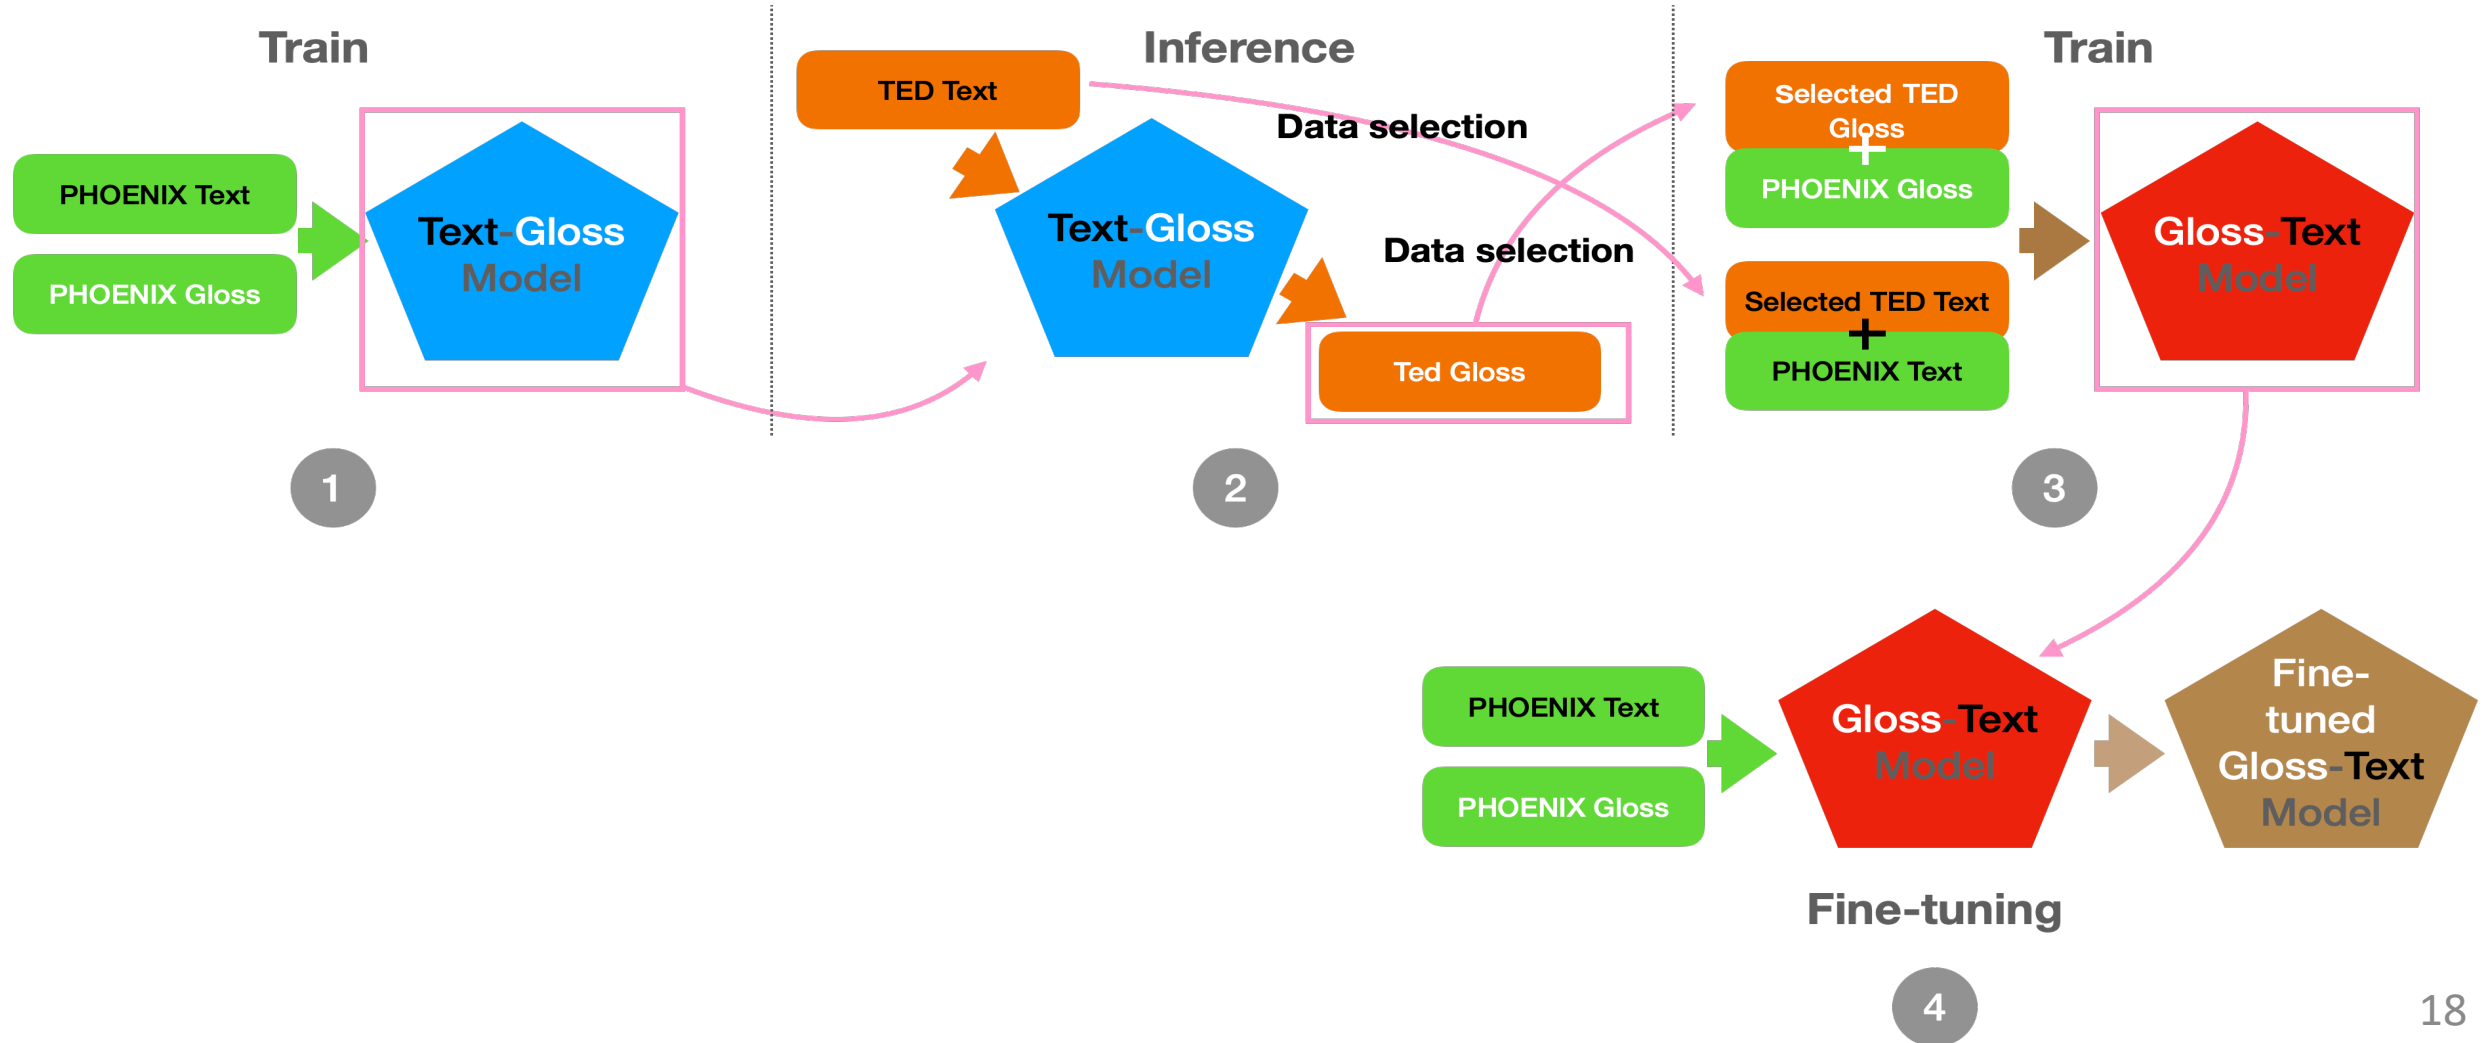 Train
PHOENIX Text
PHOENIX Gloss
Text-Gloss
Model
1
Inference
TED Text
Text-Gloss
Model
Data selection
Data selection
Ted Gloss
2
Train
Selected TED
Gloss
+
PHOENIX Gloss
Selected TED Text
+
PHOENIX Text
Gloss-Text
Model
3
PHOENIX Text
PHOENIX Gloss
Gloss-Text
Model
Fine-
tuned
Gloss-Text
Model
Fine-tuning
4
18